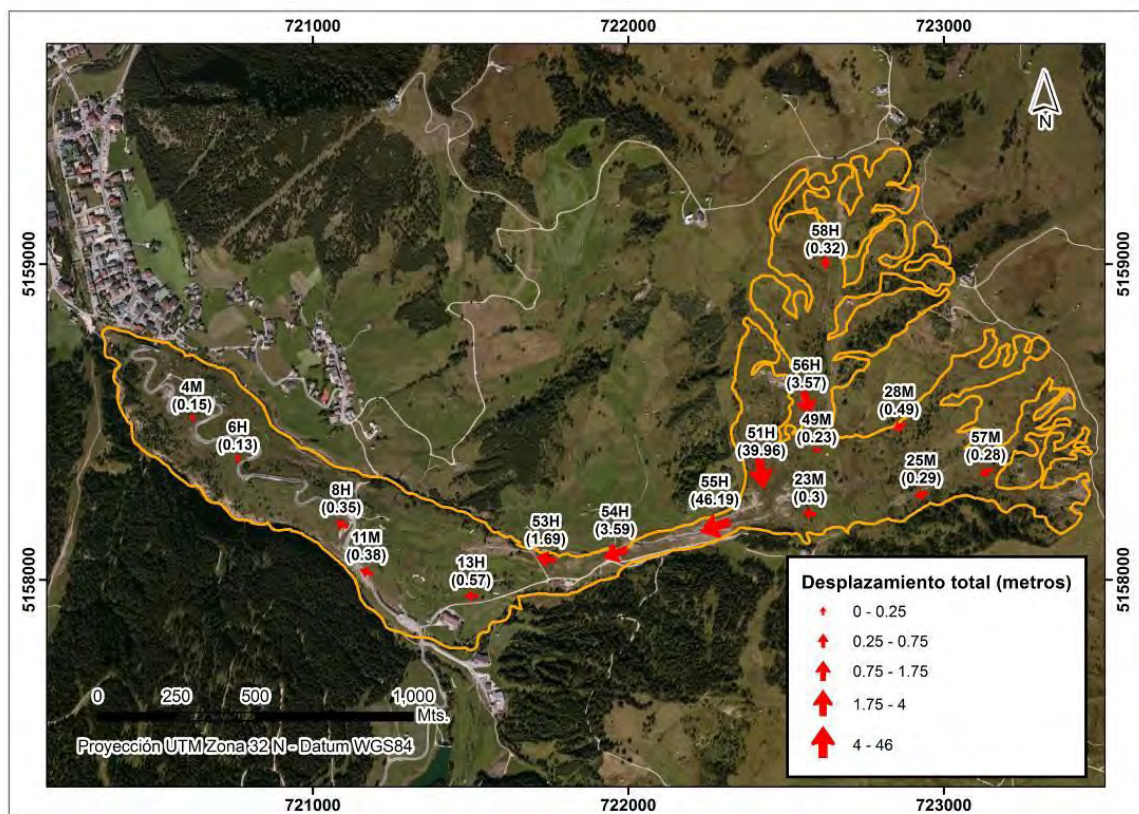 721000
722000
723000
5159000
5159000
58H
(0.32)
56H
(3.57)
4M
(0.15)
28M
(0.49)
49M
(0.23)
6H
(0.13)
51H
(39.96)
57M
(0.28)
25M
(0.29)
55H
(46.19)
23M
(0.3)
8H
(0.35)
54H
(3.59)
53H
(1.69)
11M
(0.38)
13H
(0.57)
5158000
5158000
N
Desplazamiento total (metros)
0 - 0.25
0.25 - 0.75
0.75 - 1.75
1.75 - 4
4 - 46
0 250 500 1,000
Mts.
Proyección UTM Zona 32 N - Datum WGS84
721000
722000
723000